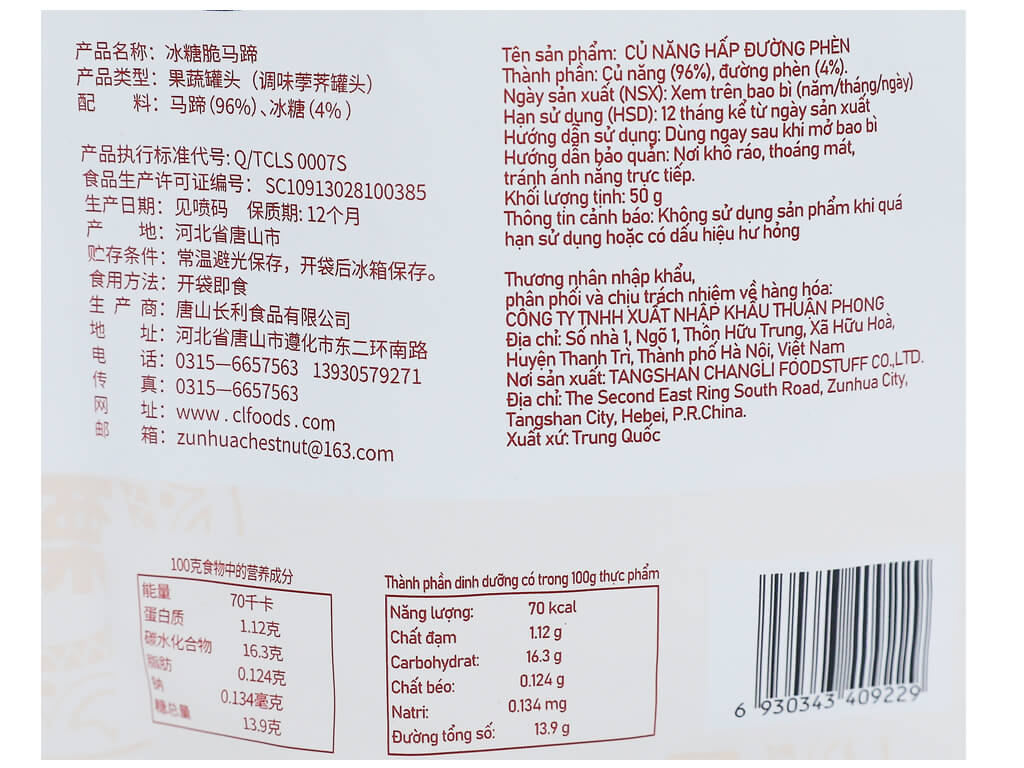 产品名称：冰糖脆马蹄
产品类型：果蔬罐头（调味荸荠罐头）
配 料：马蹄(96%)、冰糖(4%)
产品执行标准代号: Q/TCLS 0007S
食品生产许可证编号： SC10913028100385
生产日期：见喷码 保质期: 12个月
产 地：河北省唐山市
贮存条件：常温避光保存，开袋后冰箱保存。
食用方法：开袋即食
生 产 商：唐山长利食品有限公司
地 址：河北省唐山市遵化市东二环南路
电 话：0315—6657563 13930579271
传 真：0315—6657563
网 址：www.clfoods.com
邮 箱：zunhuachestnut@163.com
Tên sản phẩm: CỦ NĂNG HẤP ĐƯỜNG PHÈN
Thành phần: Củ năng (96%), đường phèn (4%).
Ngày sản xuất (NSX): Xem trên bao bì (năm/tháng/ngày)
Hạn sử dụng (HSD): 12 tháng kể từ ngày sản xuất
Hướng dẫn sử dụng: Dùng ngay sau khi mở bao bì
Hướng dẫn bảo quản: Nơi khô ráo, thoáng mát,
tránh ánh nắng trực tiếp.
Khối lượng tịnh: 50 g
Thông tin cảnh báo: Không sử dụng sản phẩm khi quá
hạn sử dụng hoặc có dấu hiệu hư hỏng
Thương nhân nhập khẩu,
phân phối và chịu trách nhiệm về hàng hóa:
CÔNG TY TNHH XUẤT NHẬP KHẨU THUẬN PHONG
Địa chỉ: Số nhà 1, Ngõ 1, Thôn Hữu Trung, Xã Hữu Hoà,
Huyện Thanh Trì, Thành phố Hà Nội, Việt Nam
Nơi sản xuất: TANGSHAN CHANGLI FOODSTUFF CO.,LTD.
Địa chỉ: The Second East Ring South Road, Zunhua City,
Tangshan City, Hebei, P.R.China.
Xuất xứ: Trung Quốc
100克食物中的营养成分
能量 70千卡
蛋白质 1.12克
碳水化合物 16.3克
脂肪 0.124克
钠 0.134毫克
糖总量 13.9克
Thành phần dinh dưỡng có trong 100g thực phẩm
Năng lượng: 70 kcal
Chất đạm 1.12 g
Carbohydrat: 16.3 g
Chất béo: 0.124 g
Natri: 0.134 mg
Đường tổng số: 13.9 g
6 930343 409229